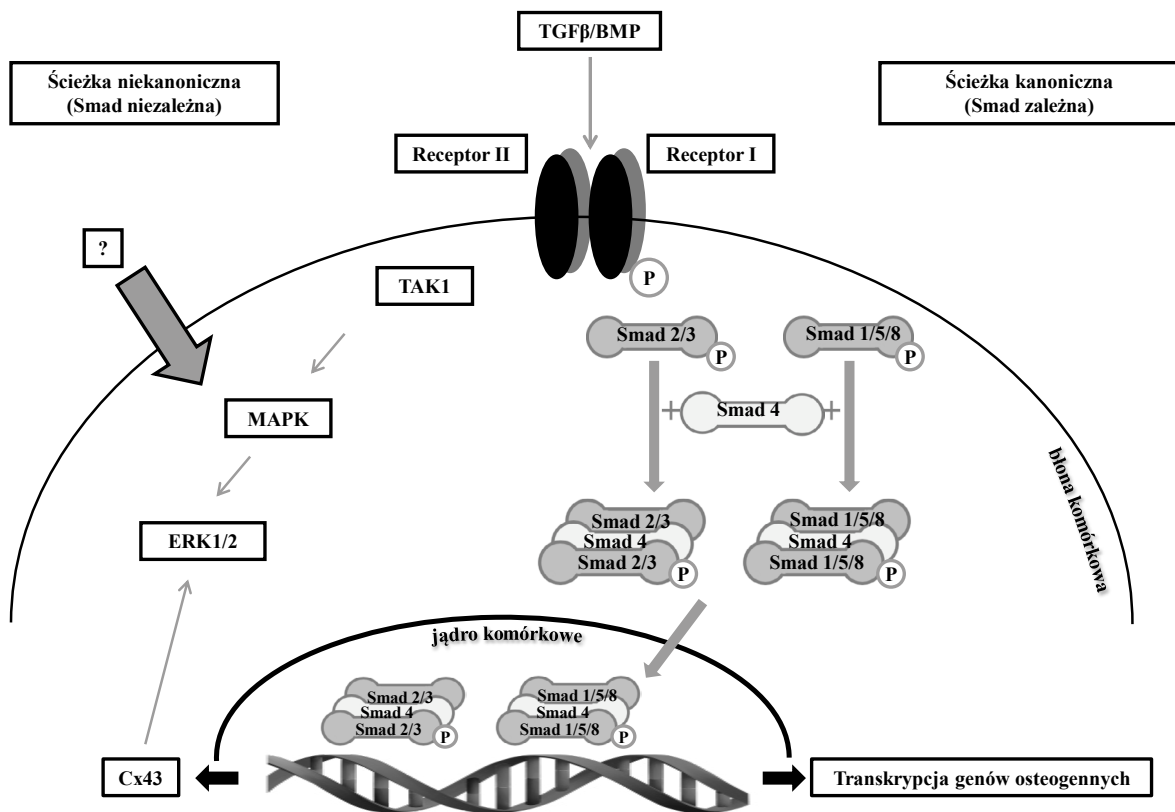 TGFβ/BMP
Ścieżka niekanoniczna
(Smad niezależna)
Ścieżka kanoniczna
(Smad zależna)
Receptor II
Receptor I
?
P
TAK1
Smad 2/3
P
Smad 1/5/8
P
+
Smad 4
+
MAPK
błona komórkowa
ERK1/2
Smad 2/3
Smad 4
Smad 2/3
P
Smad 1/5/8
Smad 4
Smad 1/5/8
P
jądro komórkowe
Smad 2/3
Smad 4
Smad 2/3
P
Smad 1/5/8
Smad 4
Smad 1/5/8
P
Cx43
Transkrypcja genów osteogennych